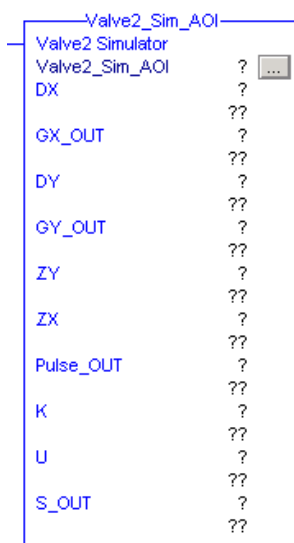 Valve2_Sim_AOI
Valve2 Simulator
Valve2_Sim_AOI ? ...
DX ?
??
GX_OUT ?
??
DY ?
??
GY_OUT ?
??
ZY ?
??
ZX ?
??
Pulse_OUT ?
??
K ?
??
U ?
??
S_OUT ?
??